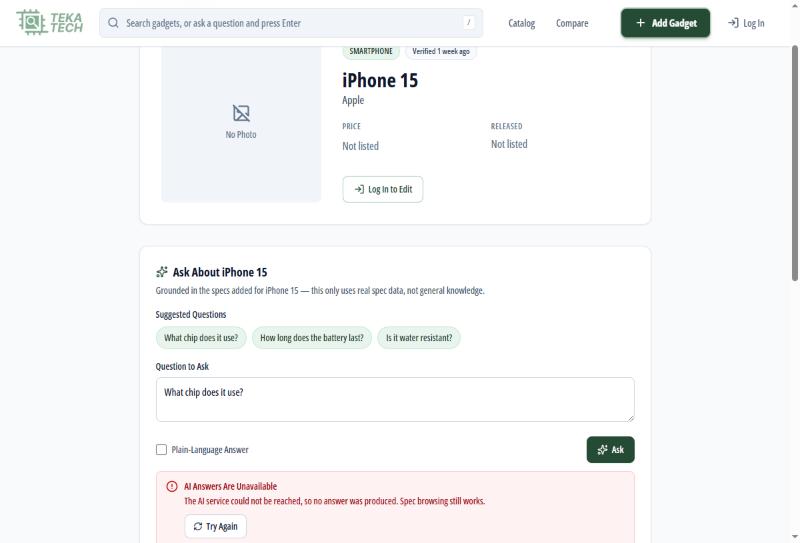 TEKA
TECH
Search gadgets, or ask a question and press Enter
/
Catalog
Compare
Add Gadget
Log In
SMARTPHONE
Verified 1 week ago
No Photo
iPhone 15
Apple
PRICE
RELEASED
Not listed
Not listed
Log In to Edit
Ask About iPhone 15
Grounded in the specs added for iPhone 15 — this only uses real spec data, not general knowledge.
Suggested Questions
What chip does it use?
How long does the battery last?
Is it water resistant?
Question to Ask
What chip does it use?
Plain-Language Answer
Ask
AI Answers Are Unavailable
The AI service could not be reached, so no answer was produced. Spec browsing still works.
Try Again